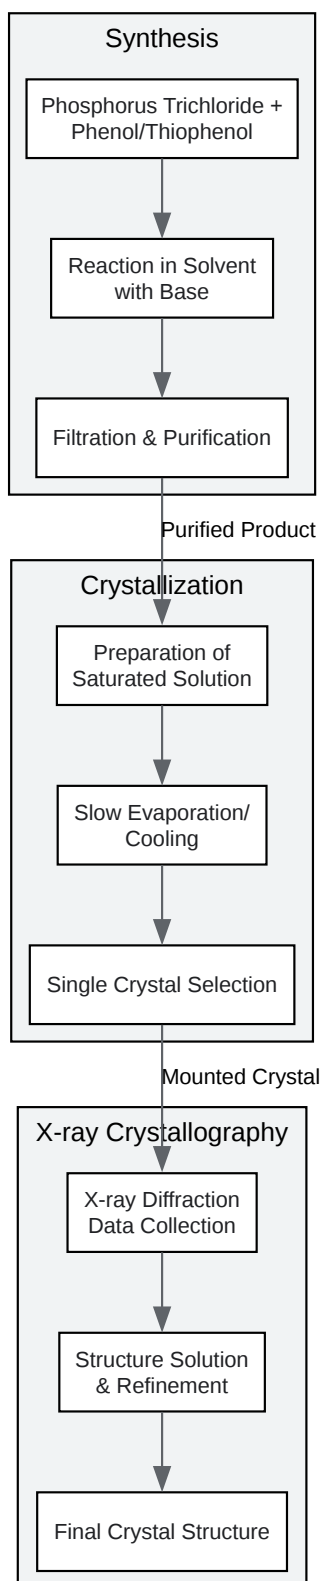 Synthesis
Phosphorus Trichloride +
Phenol/Thiophenol
Reaction in Solvent
with Base
Filtration & Purification
Purified Product
Crystallization
Preparation of
Saturated Solution
Slow Evaporation/
Cooling
Single Crystal Selection
Mounted Crystal
X-ray Crystallography
X-ray Diffraction
Data Collection
Structure Solution
& Refinement
Final Crystal Structure